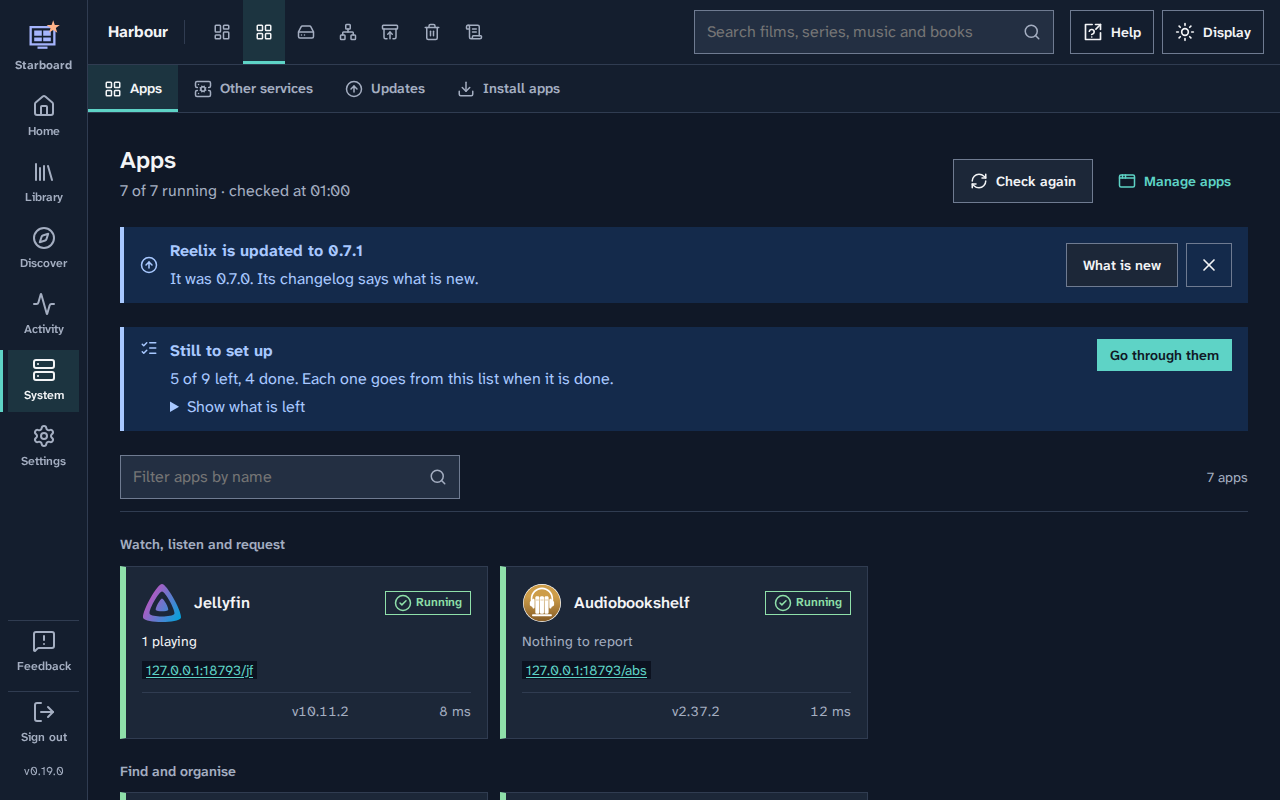 Starboard
Home
Library
Discover
Activity
System
Settings
Feedback
Sign out
v0.19.0
Harbour
Search films, series, music and books
Help
Display
Apps
Other services
Updates
Install apps
Apps
7 of 7 running · checked at 01:00
Check again
Manage apps
Reelix is updated to 0.7.1
It was 0.7.0. Its changelog says what is new.
What is new
Still to set up
5 of 9 left, 4 done. Each one goes from this list when it is done.
Show what is left
Go through them
Filter apps by name
7 apps
Watch, listen and request
Jellyfin
Running
1 playing
127.0.0.1:18793/jf
v10.11.2
8 ms
Audiobookshelf
Running
Nothing to report
127.0.0.1:18793/abs
v2.37.2
12 ms
Find and organise